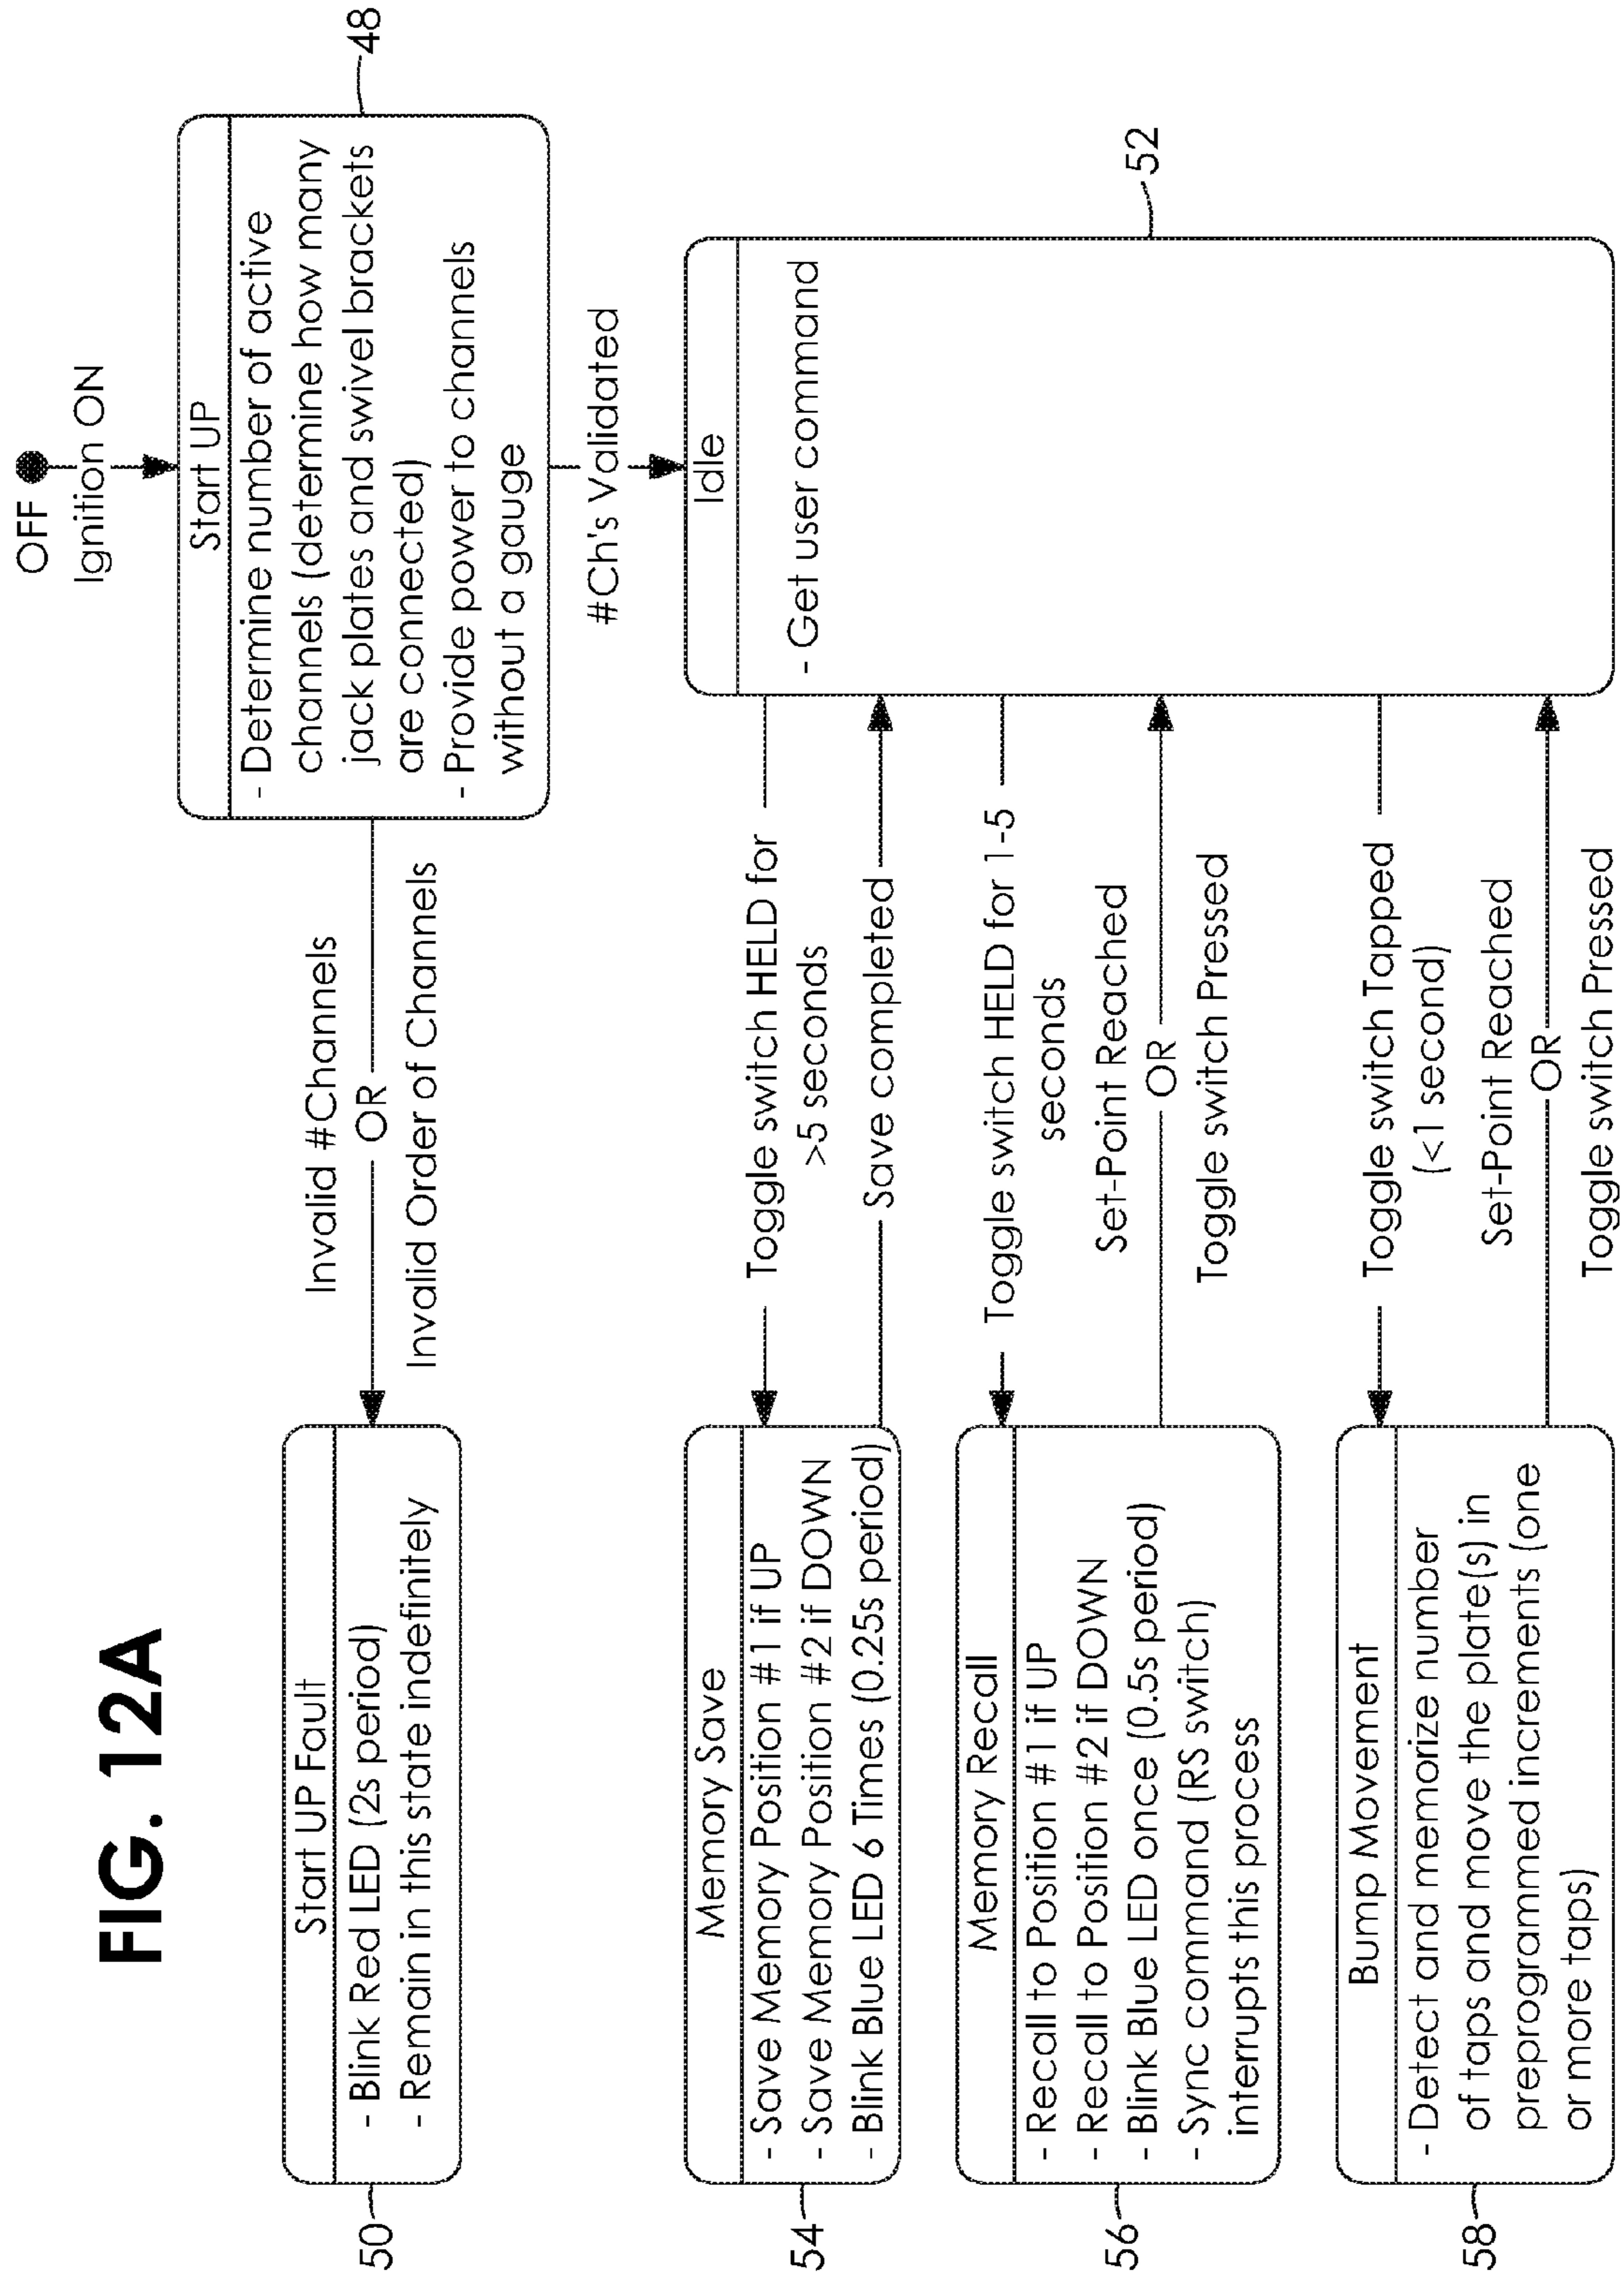 FIG. 12A
OFF
Ignition ON
Start UP
- Determine number of active
channels (determine how many
jack plates and swivel brackets
are connected)
- Provide power to channels
without a gauge
48
Invalid #Channels
OR
Invalid Order of Channels
Start UP Fault
- Blink Red LED (2s period)
- Remain in this state indefinitely
50
#Ch's Validated
Idle
- Get user command
52
Toggle switch HELD for
>5 seconds
Save completed
Memory Save
- Save Memory Position #1 if UP
- Save Memory Position #2 if DOWN
- Blink Blue LED 6 Times (0.25s period)
54
Toggle switch HELD for 1-5
seconds
Set-Point Reached
OR
Toggle switch Pressed
Memory Recall
- Recall to Position #1 if UP
- Recall to Position #2 if DOWN
- Blink Blue LED once (0.5s period)
- Sync command (RS switch)
interrupts this process
56
Toggle switch Tapped
(<1 second)
Set-Point Reached
OR
Toggle switch Pressed
Bump Movement
- Detect and memorize number
of taps and move the plate(s) in
preprogrammed increments (one
or more taps)
58